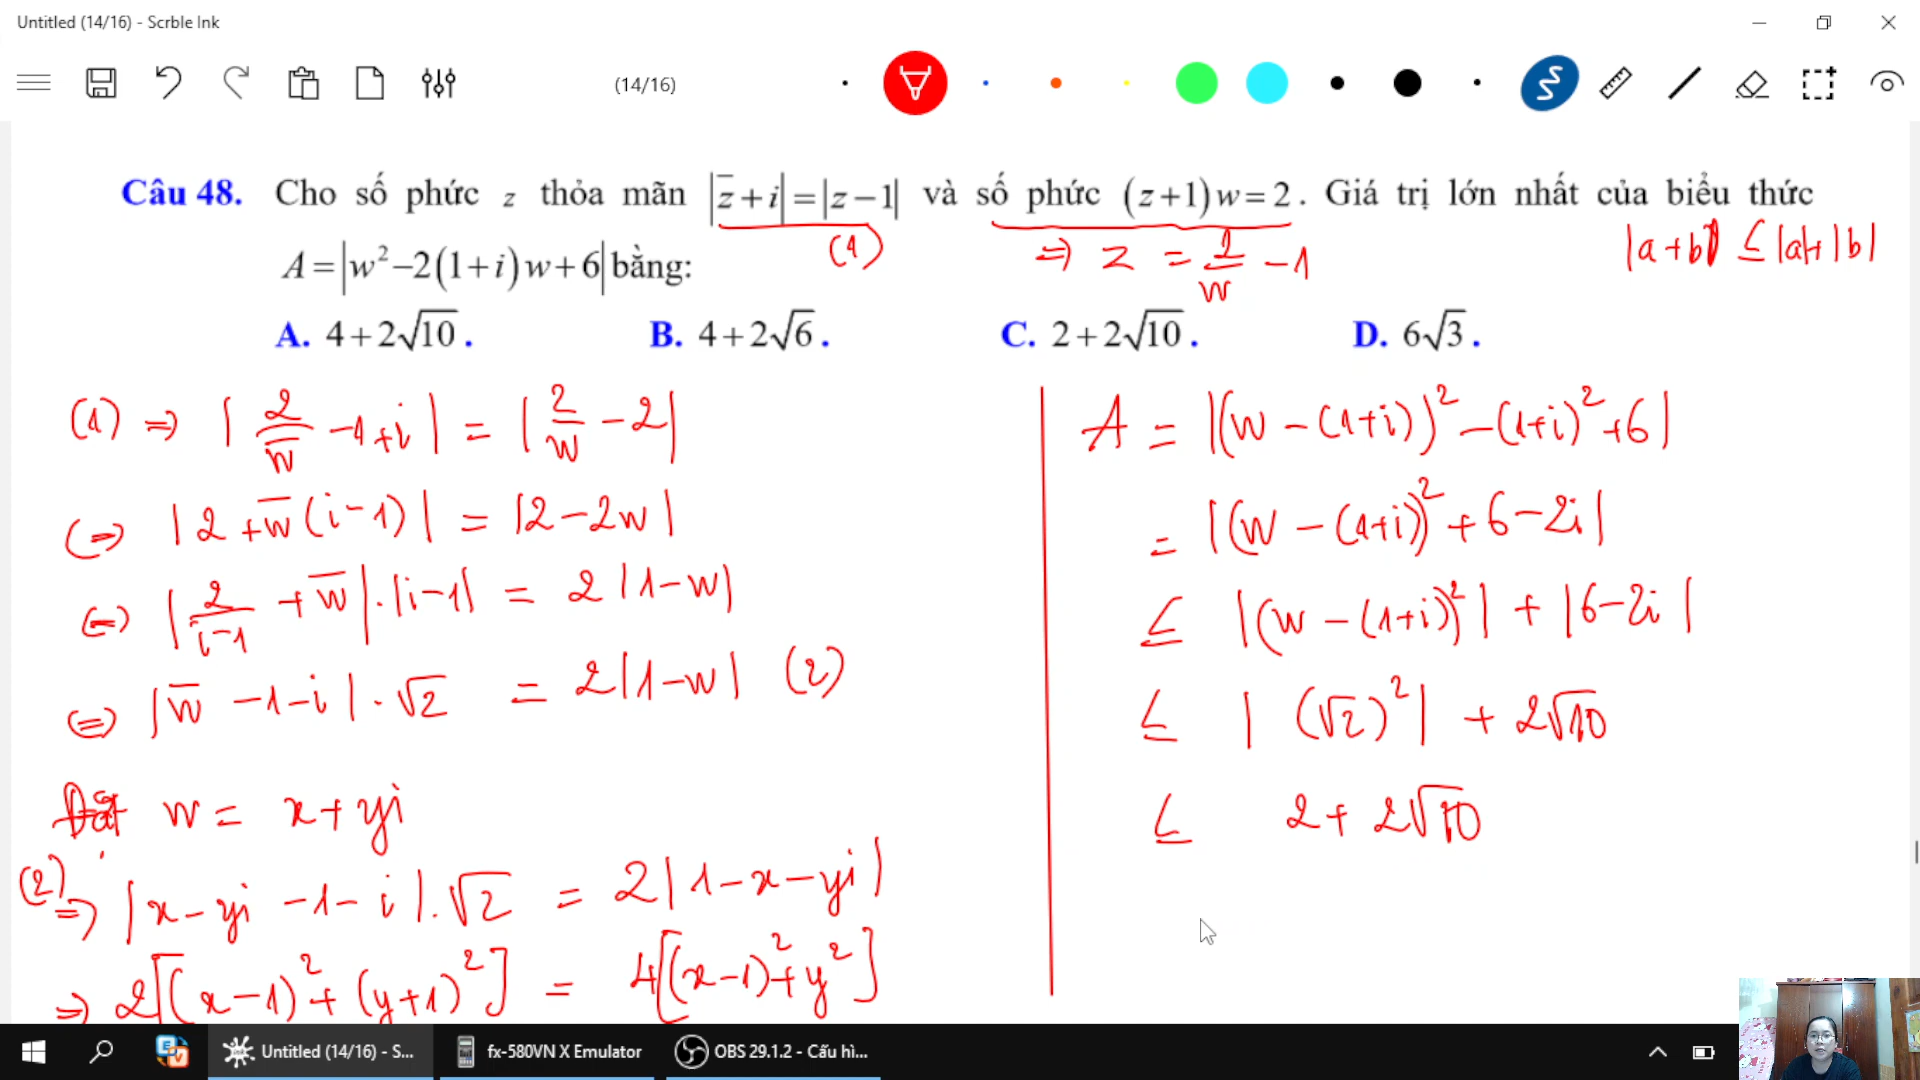 Untitled (14/16) - Scrble Ink
(14/16)
Câu 48. Cho số phức z thỏa mãn |z̅+i|=|z−1| và số phức (z+1)w=2. Giá trị lớn nhất của biểu thức
(1) ⇒ z = 2/w −1 |a+b| ≤ |a|+|b|
A=|w²−2(1+i)w+6| bằng:
A. 4+2√10. B. 4+2√6. C. 2+2√10. D. 6√3.
(1) ⇒ |2/w̅ −1+i| = |2/w −2|
⇔ |2+w̅(i−1)| = |2−2w|
⇔ |2/(i−1) + w̅|.|i−1| = 2|1−w|
⇔ |w̅ −1−i|.√2 = 2|1−w| (2)
Đặt w = x+yi
(2) ⇒ |x−yi −1−i|.√2 = 2|1−x−yi|
⇒ 2[(x−1)²+(y+1)²] = 4[(x−1)²+y²]
A = |(w−(1+i))²−(1+i)²+6|
= |(w−(1+i))²+6−2i|
≤ |(w−(1+i))²| + |6−2i|
≤ |(√2)²| + 2√10
≤ 2+2√10
Untitled (14/16) - S...
fx-580VN X Emulator
OBS 29.1.2 - Cấu hì...